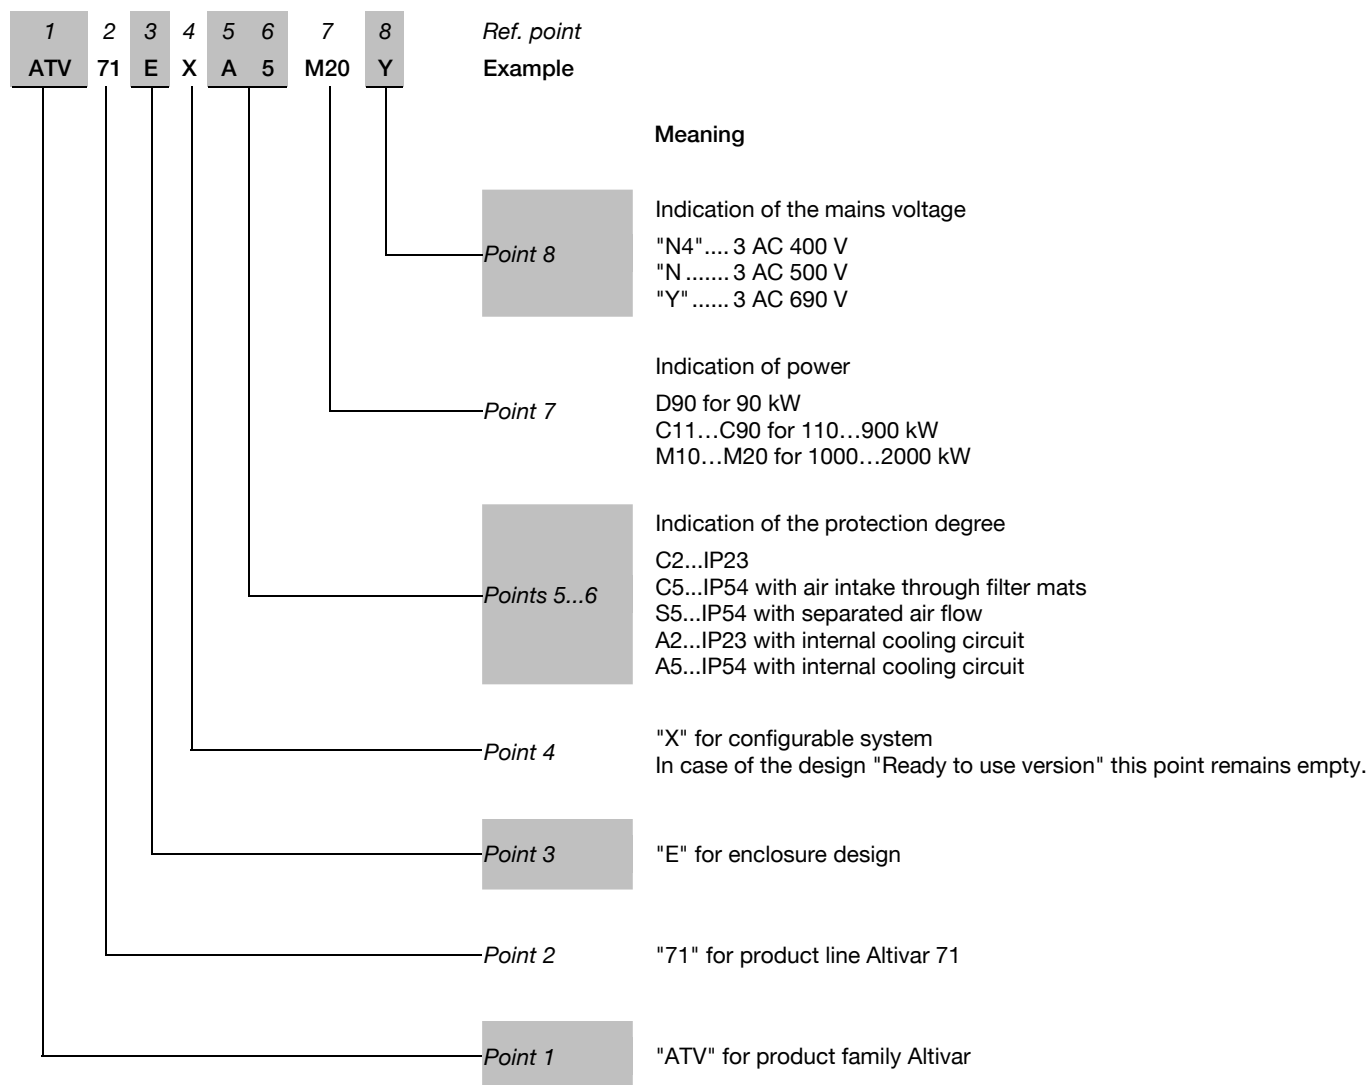 1 2 3 4 5 6 7 8 Ref. point
ATV 71 E X A 5 M20 Y Example
Meaning
Indication of the mains voltage
Point 8
"N4".... 3 AC 400 V
"N ....... 3 AC 500 V
"Y" ...... 3 AC 690 V
Indication of power
Point 7
D90 for 90 kW
C11…C90 for 110…900 kW
M10…M20 for 1000…2000 kW
Indication of the protection degree
C2...IP23
C5...IP54 with air intake through filter mats
Points 5...6
S5...IP54 with separated air flow
A2...IP23 with internal cooling circuit
A5...IP54 with internal cooling circuit
Point 4
"X" for configurable system
In case of the design "Ready to use version" this point remains empty.
Point 3
"E" for enclosure design
Point 2
"71" for product line Altivar 71
Point 1
"ATV" for product family Altivar